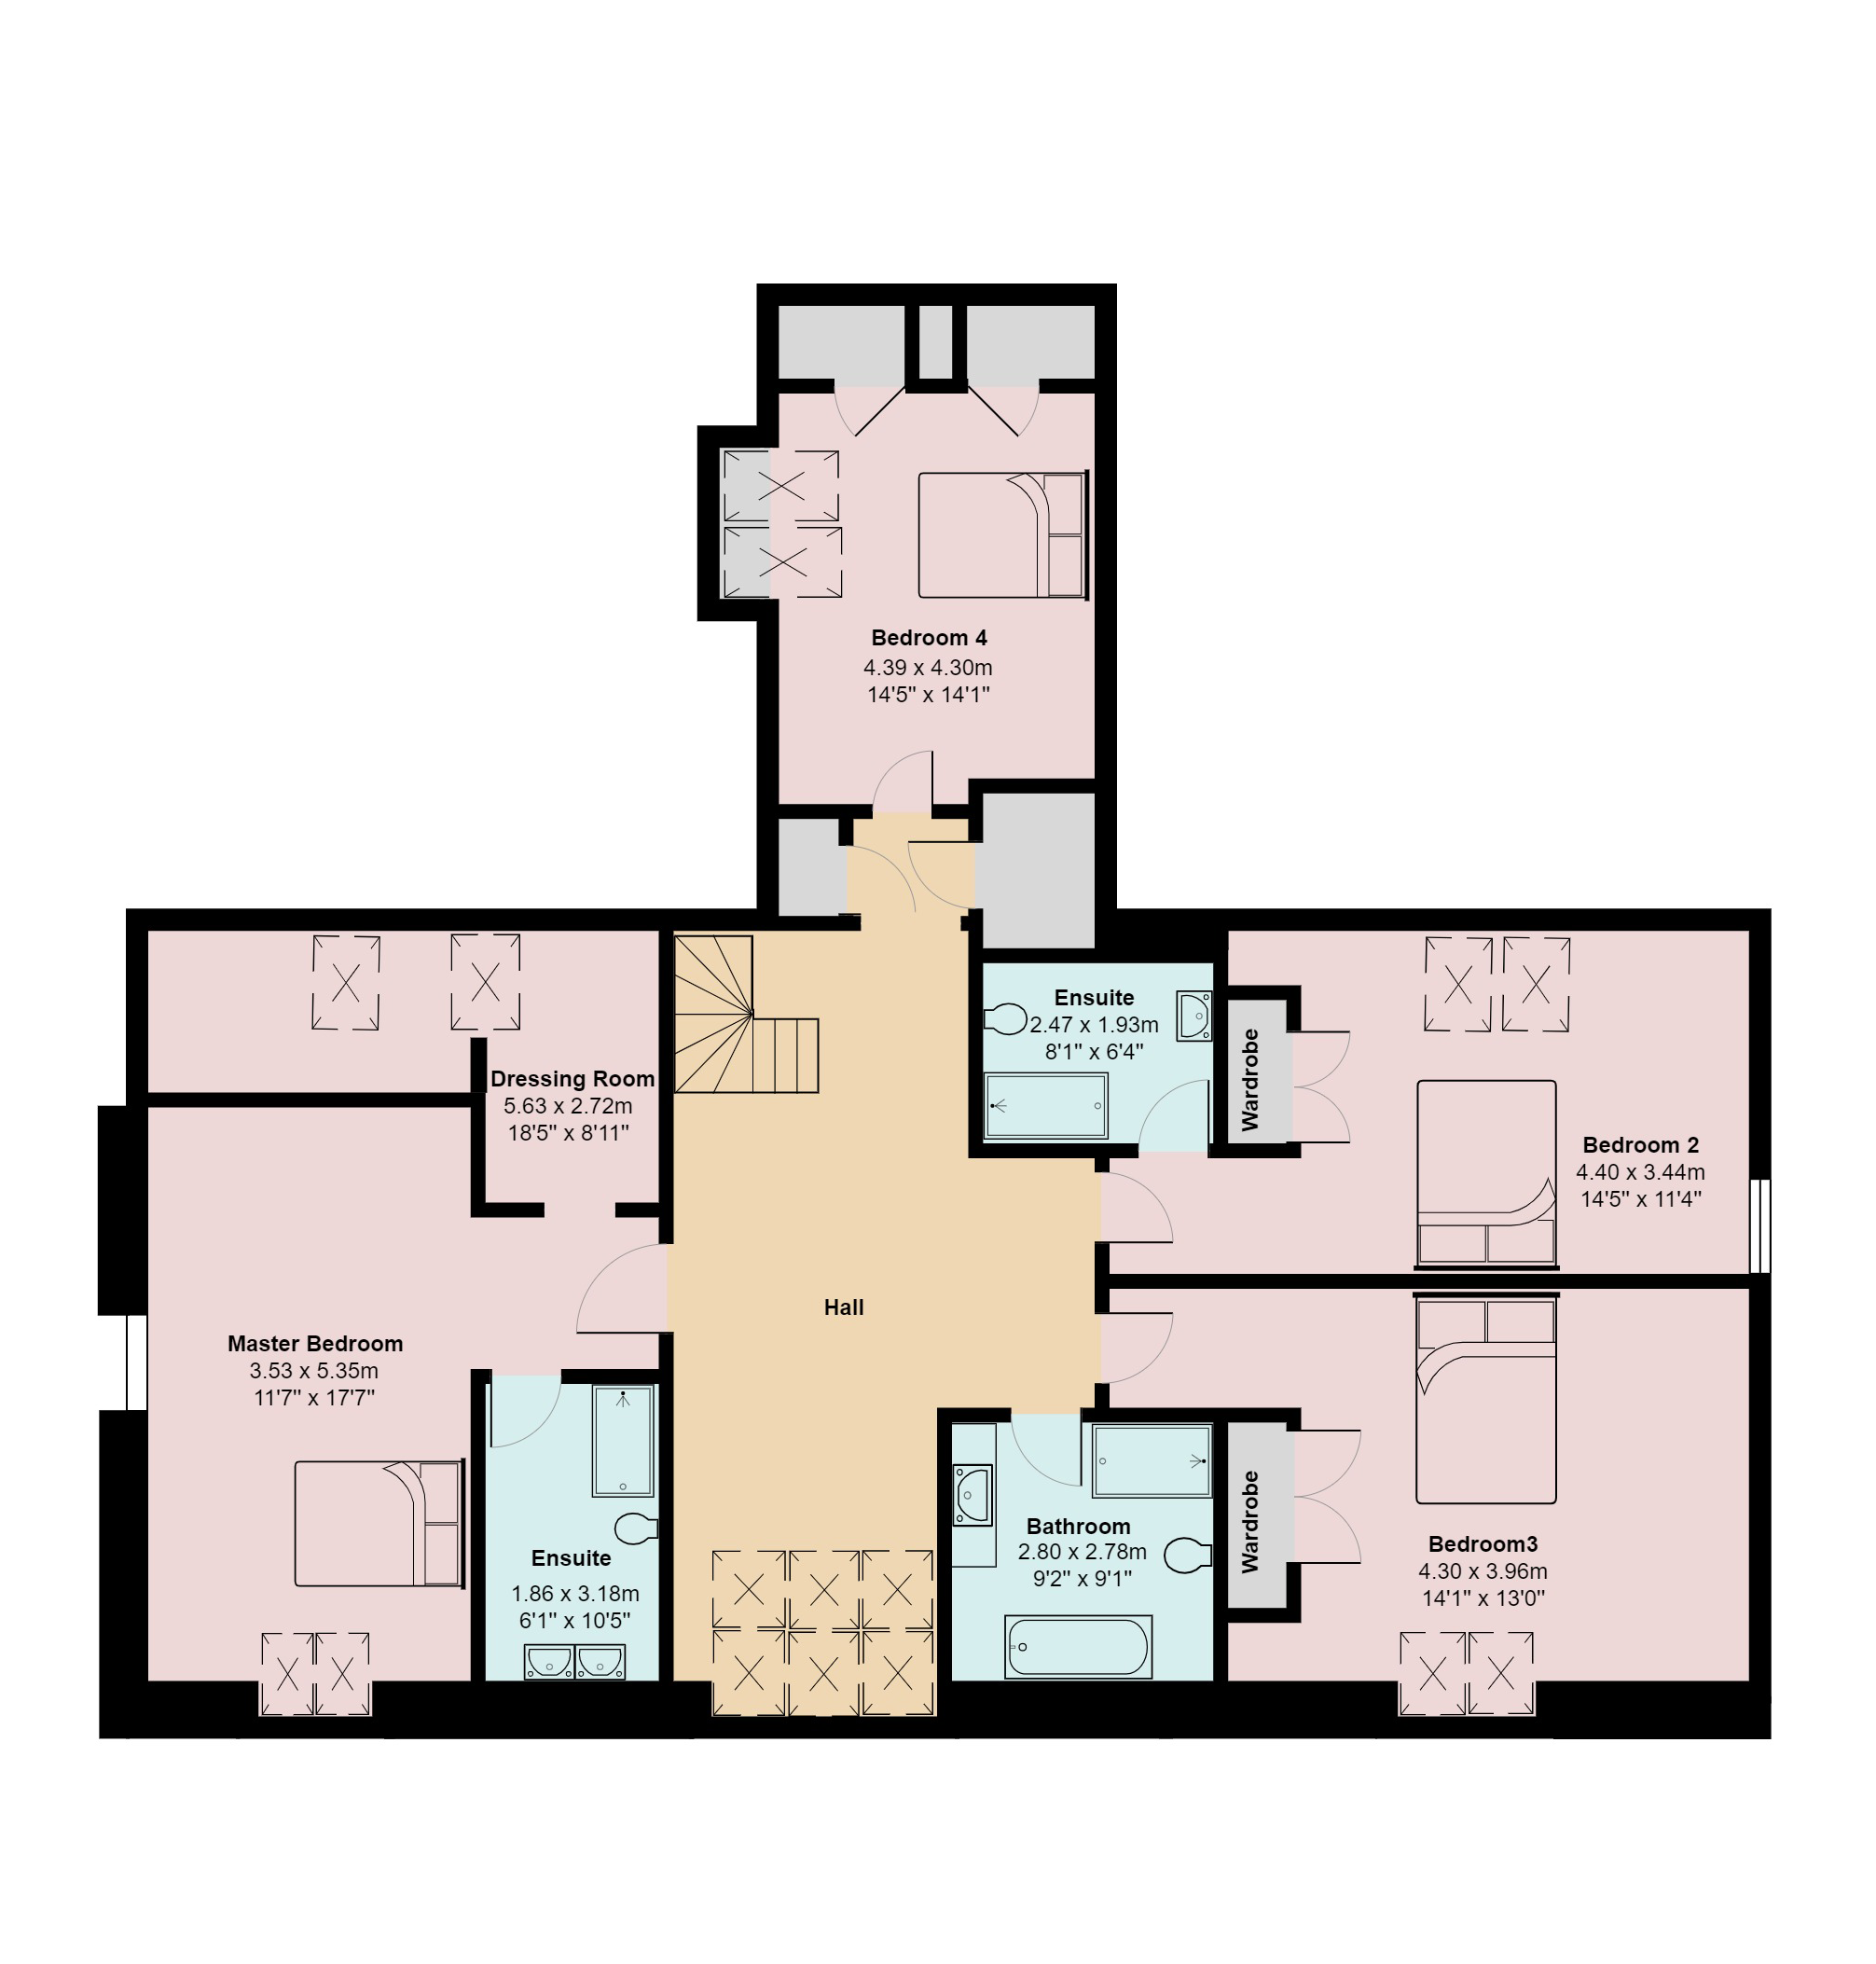 Bedroom 4
4.39 x 4.30m
14'5" x 14'1"
Ensuite
2.47 x 1.93m
8'1" x 6'4"
Wardrobe
Dressing Room
5.63 x 2.72m
18'5" x 8'11"
Bedroom 2
4.40 x 3.44m
14'5" x 11'4"
Hall
Master Bedroom
3.53 x 5.35m
11'7" x 17'7"
Ensuite
1.86 x 3.18m
6'1" x 10'5"
Bathroom
2.80 x 2.78m
9'2" x 9'1"
Wardrobe
Bedroom3
4.30 x 3.96m
14'1" x 13'0"